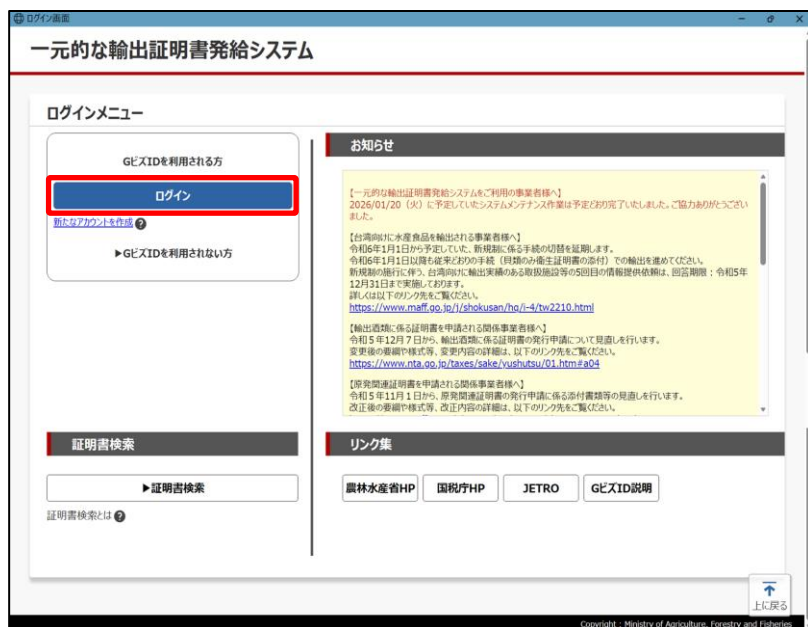 ログイン画面
一元的な輸出証明書発給システム
ログインメニュー
GビズIDを利用される方
ログイン
新たなアカウントを作成 ?
▶GビズIDを利用されない方
お知らせ
【一元的な輸出証明書発給システムをご利用の事業者様へ】
2026/01/20（火）に予定していたシステムメンテナンス作業は予定どおり完了いたしました。ご協力ありがとうござい
ました。
【台湾向けに水産食品を輸出される事業者様へ】
令和6年1月1日から予定していた、新規制に係る手続の切替を延期します。
令和6年1月1日以降も従来どおりの手続（貝類のみ衛生証明書の添付）での輸出を進めてください。
新規制の施行に伴う、台湾向けに輸出実績のある取扱施設等の5回目の情報提供依頼は、回答期限：令和5年
12月31日まで実施しております。
詳しくは以下のリンク先をご覧ください。
https://www.maff.go.jp/j/shokusan/hq/i-4/tw2210.html
【輸出酒類に係る証明書を申請される関係事業者様へ】
令和５年12月７日から、輸出酒類に係る証明書の発行申請について見直しを行います。
変更後の要綱や様式等、変更内容の詳細は、以下のリンク先をご覧ください。
https://www.nta.go.jp/taxes/sake/yushutsu/01.htm#a04
【原発関連証明書を申請される関係事業者様へ】
令和５年11月１日から、原発関連証明書の発行申請に係る添付書類等の見直しを行います。
改正後の要綱や様式等、改正内容の詳細は、以下のリンク先をご覧ください。
証明書検索
▶証明書検索
証明書検索とは ?
リンク集
農林水産省HP 国税庁HP JETRO GビズID説明
上に戻る
Copyright : Ministry of Agriculture, Forestry and Fisheries